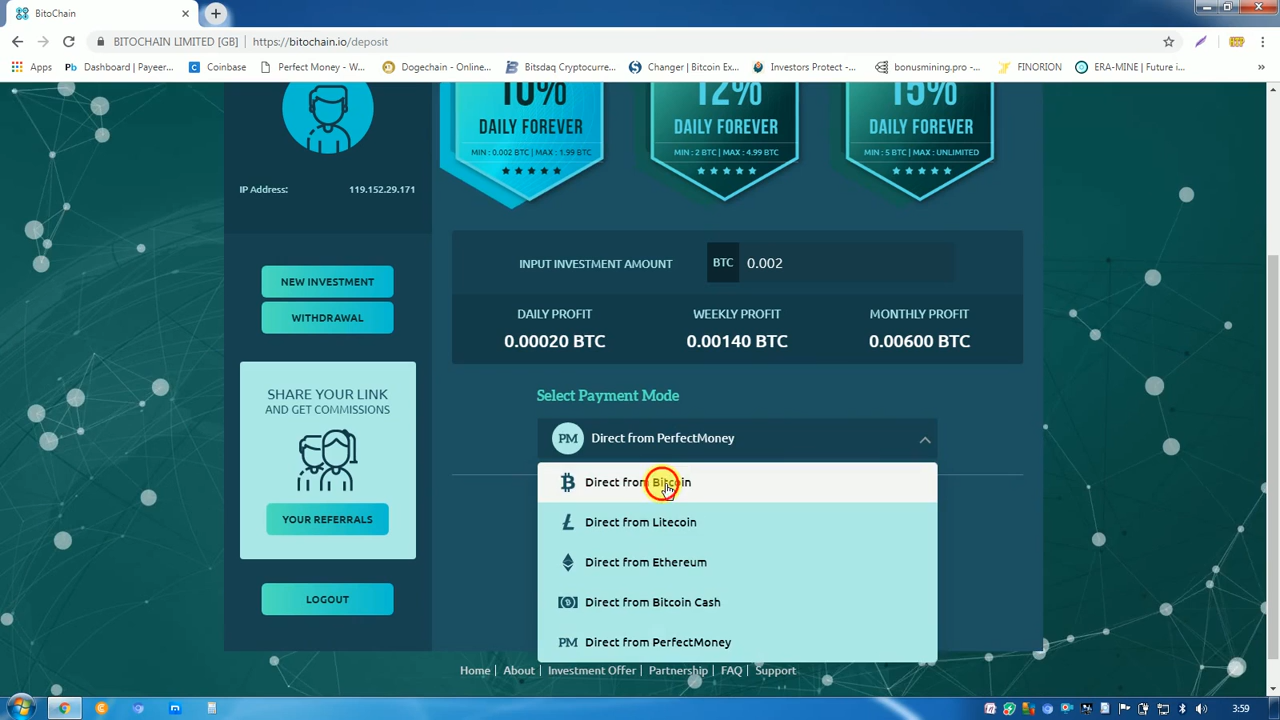 BitoChain
BITOCHAIN LIMITED [GB] https://bitochain.io/deposit
Apps Dashboard | Payeer... Coinbase Perfect Money - W... Dogechain - Online... Bitsdaq Cryptocurre... Changer | Bitcoin Ex... Investors Protect -... bonusmining.pro -... FINORION ERA-MINE | Future i... »
10% 12% 15%
DAILY FOREVER DAILY FOREVER DAILY FOREVER
MIN : 0.002 BTC | MAX : 1.99 BTC MIN : 2 BTC | MAX : 4.99 BTC MIN : 5 BTC | MAX : UNLIMITED
IP Address: 119.152.29.171
INPUT INVESTMENT AMOUNT BTC 0.002
NEW INVESTMENT
WITHDRAWAL
DAILY PROFIT WEEKLY PROFIT MONTHLY PROFIT
0.00020 BTC 0.00140 BTC 0.00600 BTC
SHARE YOUR LINK
AND GET COMMISSIONS
YOUR REFERRALS
LOGOUT
Select Payment Mode
PM Direct from PerfectMoney
Direct from Bitcoin
Direct from Litecoin
Direct from Ethereum
Direct from Bitcoin Cash
PM Direct from PerfectMoney
Home | About | Investment Offer | Partnership | FAQ | Support
3:59